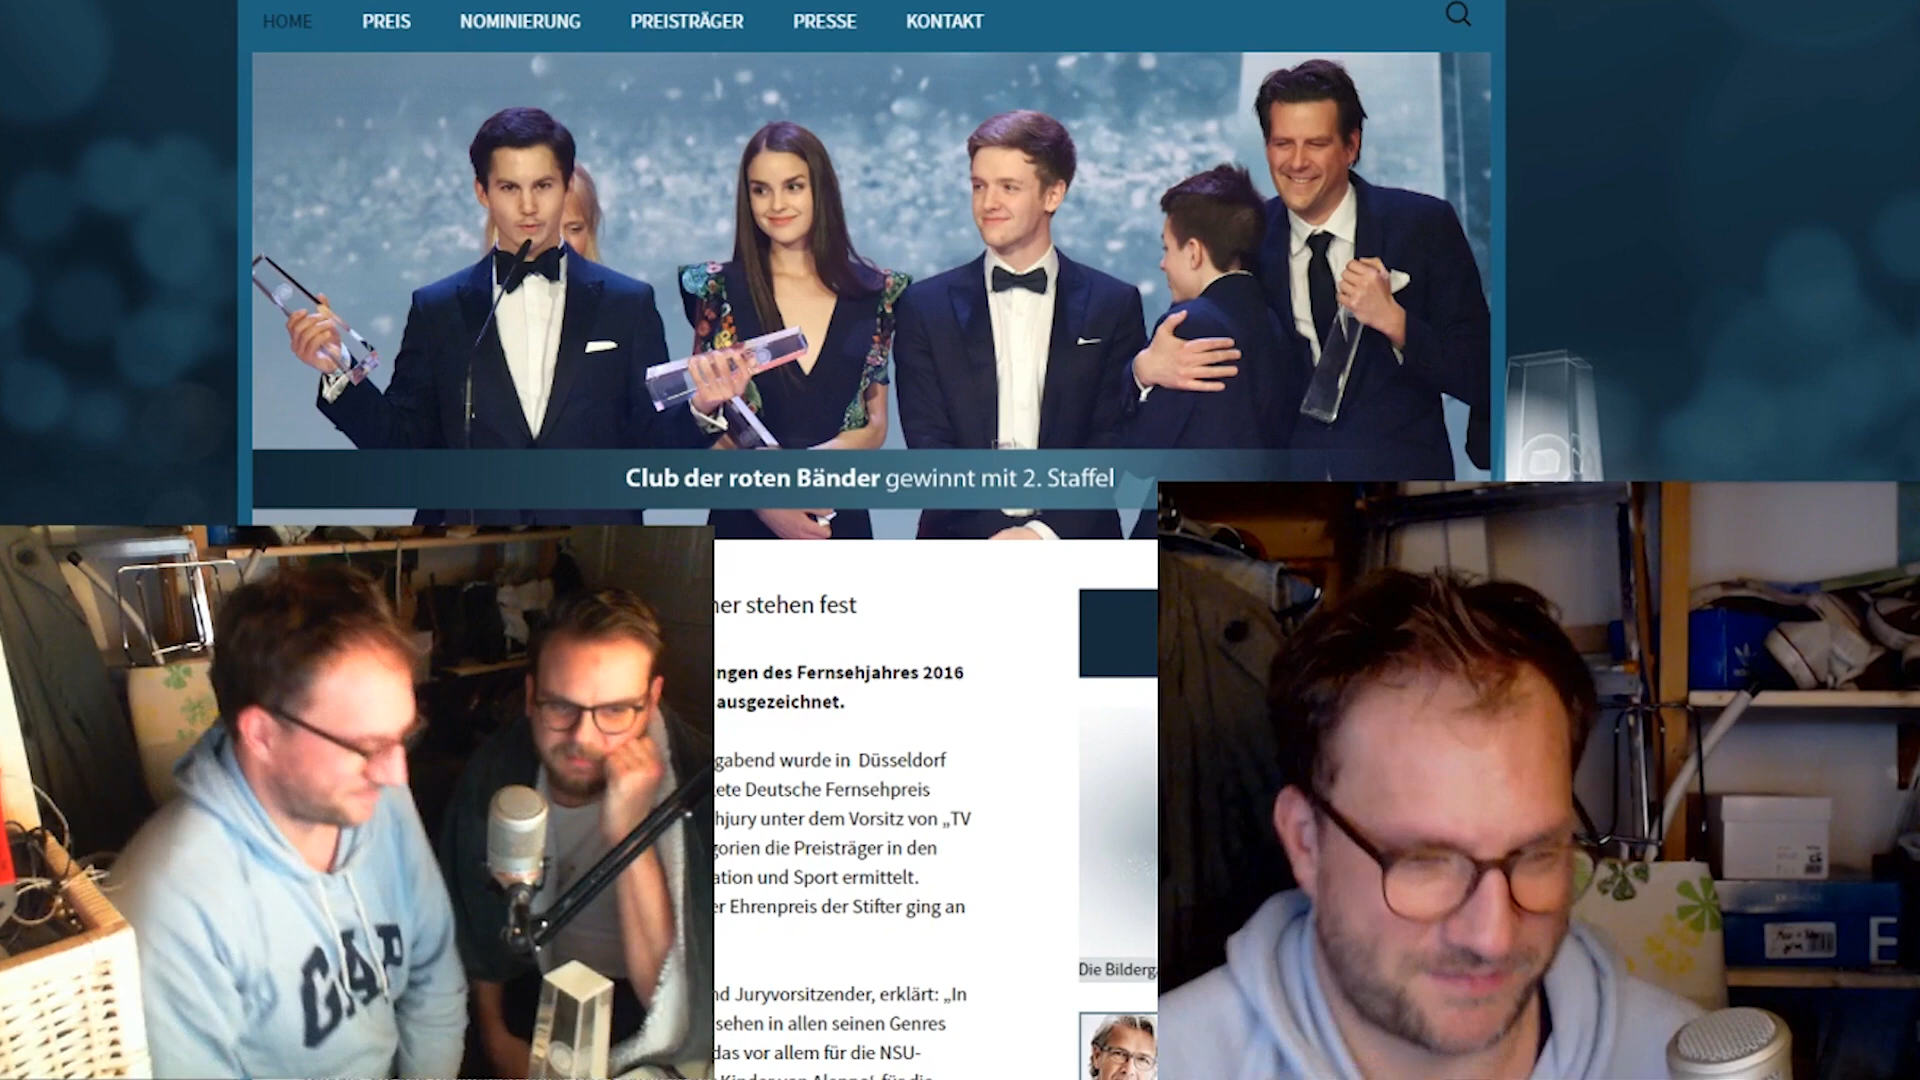 HOME PREIS NOMINIERUNG PREISTRÄGER PRESSE KONTAKT
Club der roten Bänder gewinnt mit 2. Staffel
er stehen fest
ngen des Fernsehjahres 2016
ausgezeichnet.
gabend wurde in Düsseldorf
ete Deutsche Fernsehpreis
hjury unter dem Vorsitz von „TV
gorien die Preisträger in den
ation und Sport ermittelt.
er Ehrenpreis der Stifter ging an
nd Juryvorsitzender, erklärt: „In
sehen in allen seinen Genres
das vor allem für die NSU-
Die Bilderg
GAP
E